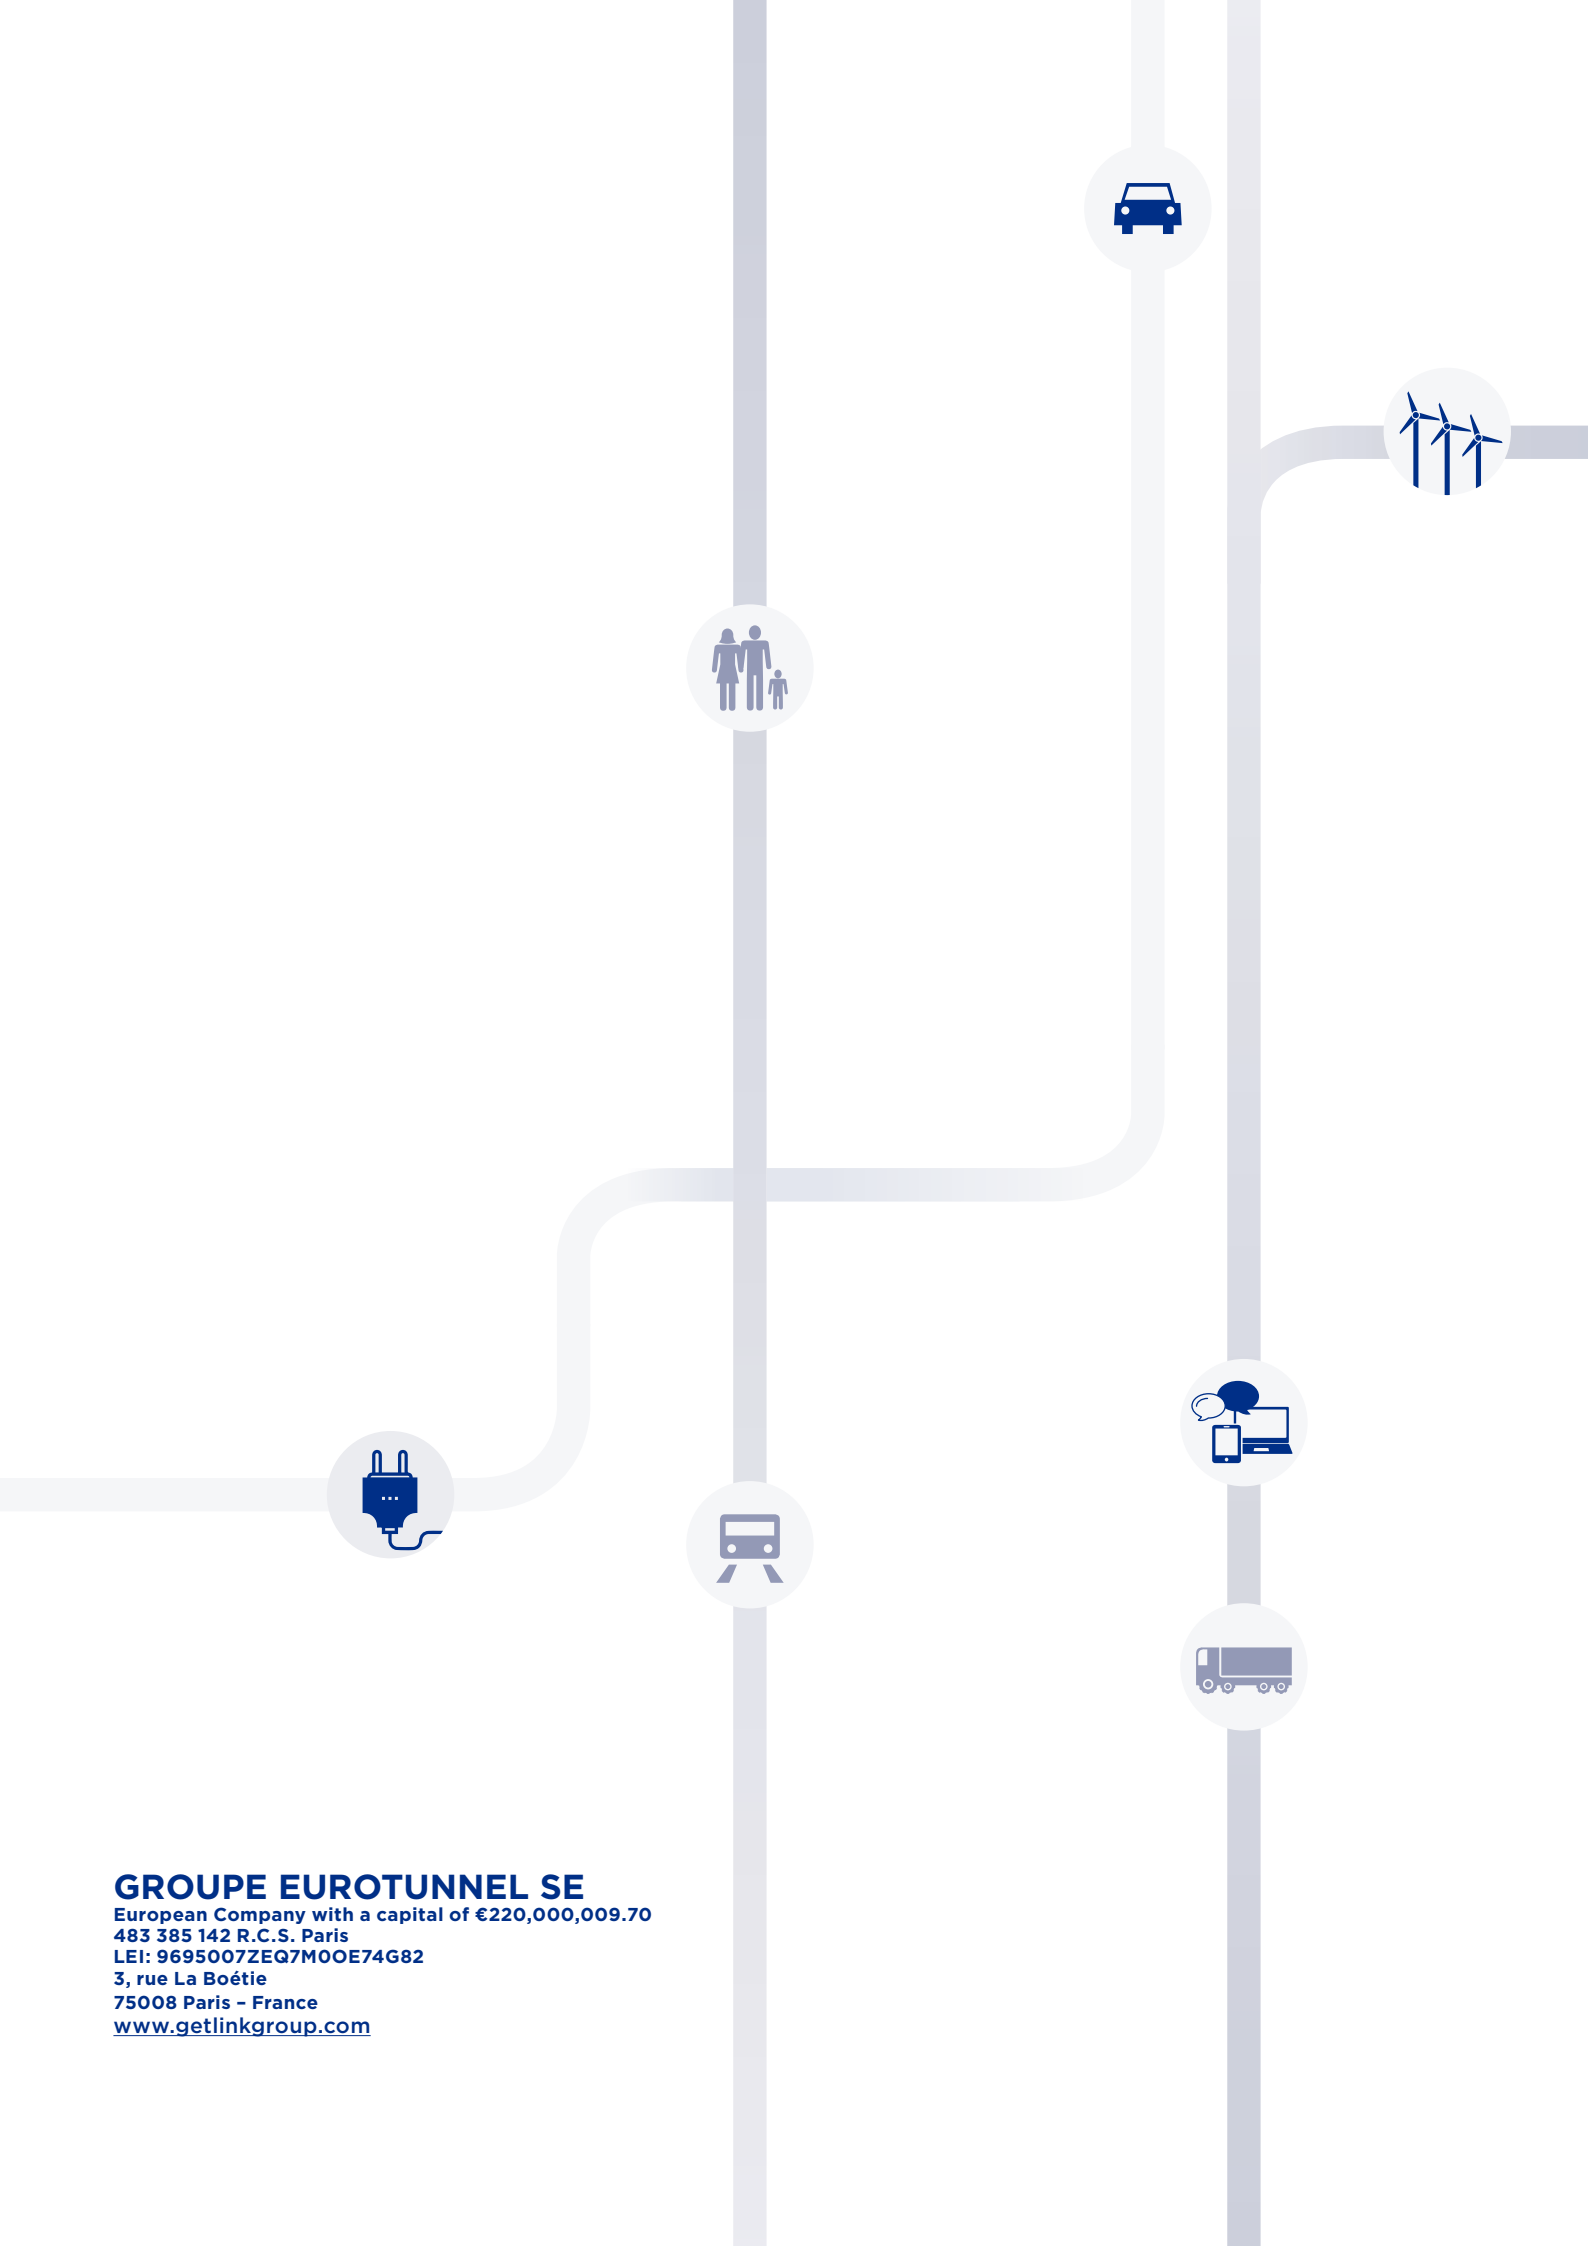 GROUPE EUROTUNNEL SE
European Company with a capital of €220,000,009.70
483 385 142 R.C.S. Paris
LEI: 9695007ZEQ7M0OE74G82
3, rue La Boétie
75008 Paris – France
www.getlinkgroup.com